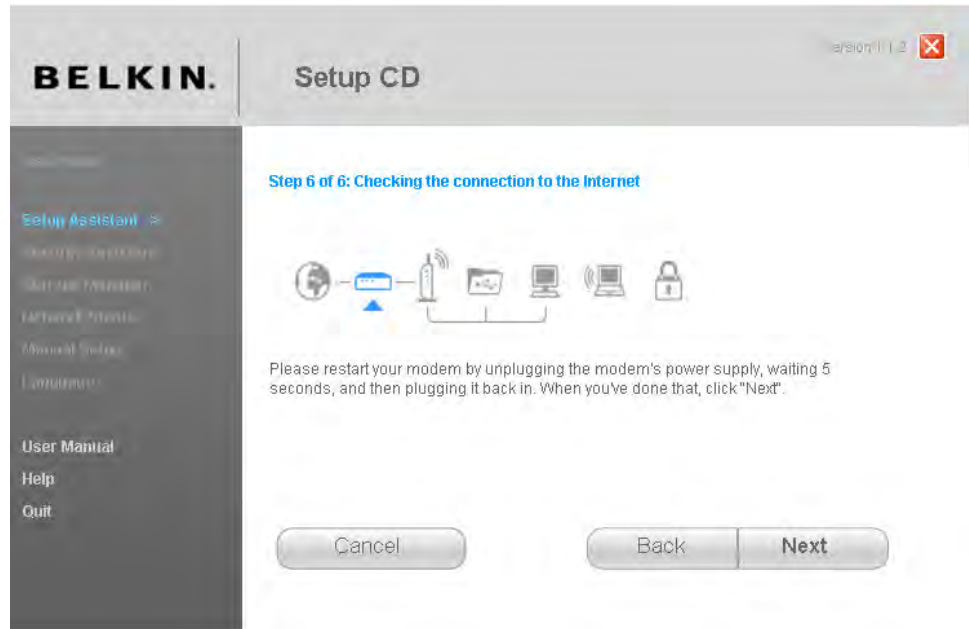 BELKIN.
Setup CD
Step 6 of 6: Checking the connection to the Internet
Setup Assistant >
Manual Setup
User Manual
Help
Quit
Please restart your modem by unplugging the modem's power supply, waiting 5
seconds, and then plugging it back in. When you've done that, click "Next".
Cancel
Back
Next